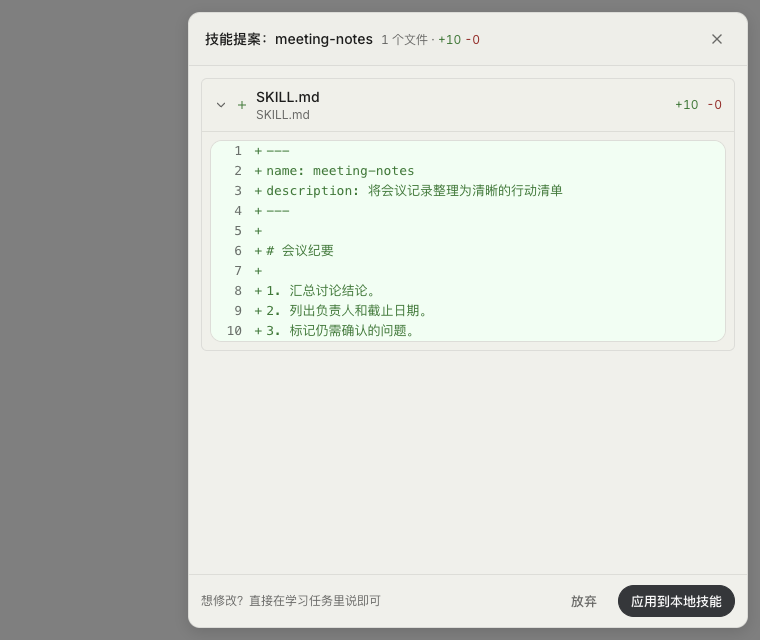 技能提案：meeting-notes 1 个文件 · +10 -0
SKILL.md
SKILL.md
+10 -0
1 + ---
2 + name: meeting-notes
3 + description: 将会议记录整理为清晰的行动清单
4 + ---
5 +
6 + # 会议纪要
7 +
8 + 1. 汇总讨论结论。
9 + 2. 列出负责人和截止日期。
10 + 3. 标记仍需确认的问题。
想修改？直接在学习任务里说即可
放弃
应用到本地技能